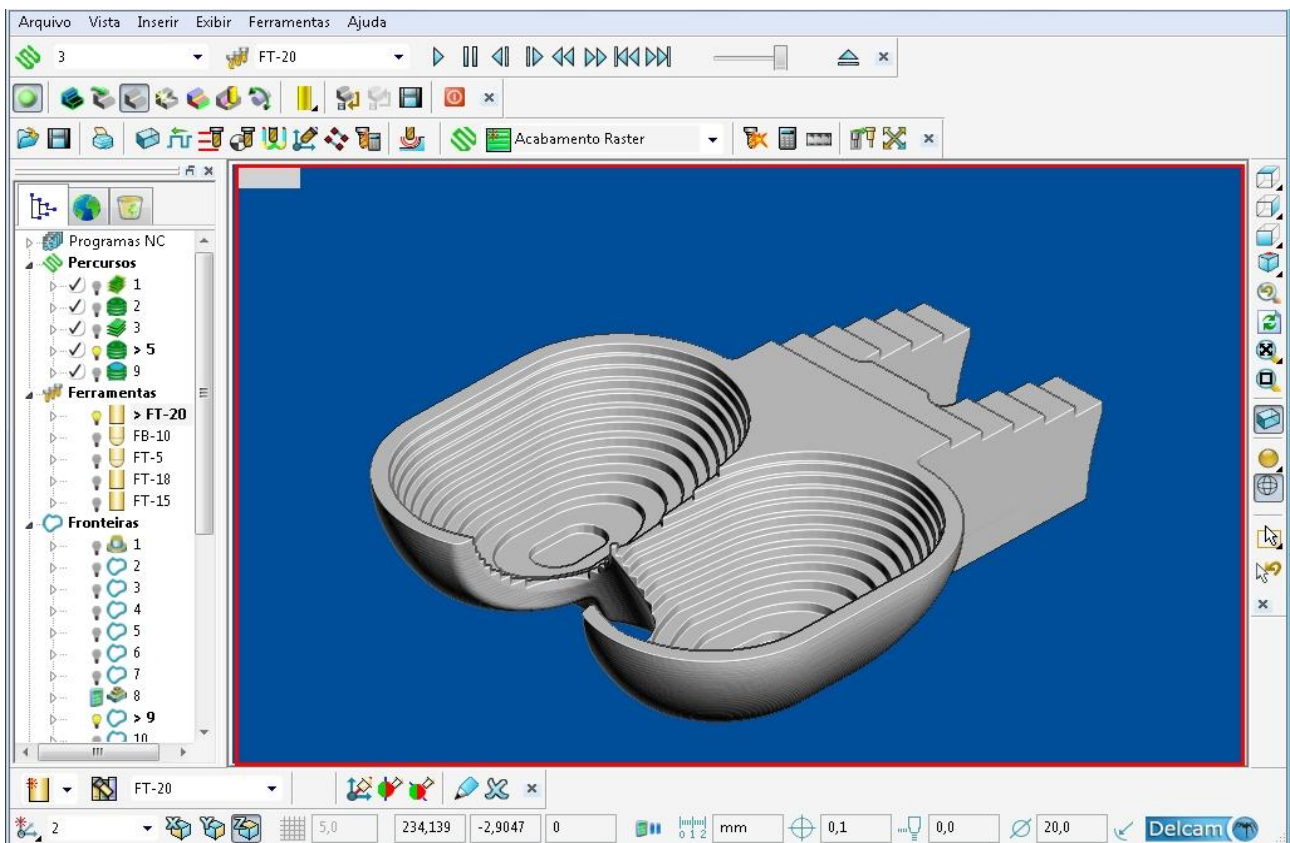 Arquivo Vista Inserir Exibir Ferramentas Ajuda
3 FT-20
Acabamento Raster
Programas NC
Percursos
1
2
3
> 5
9
Ferramentas
> FT-20
FB-10
FT-5
FT-18
FT-15
Fronteiras
1
2
3
4
5
6
7
8
> 9
10
FT-20
2 5,0 234,139 -2,9047 0 0 1 2 mm 0,1 0,0 20,0 Delcam